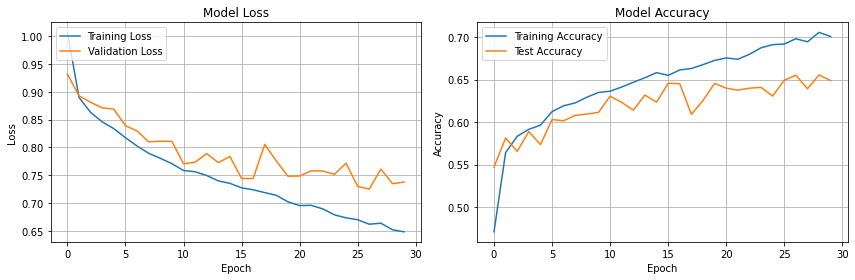 Model Loss
Training Loss
Validation Loss
1.00
0.95
0.90
0.85
0.80
0.75
0.70
0.65
Loss
0
5
10
15
20
25
30
Epoch
Model Accuracy
Training Accuracy
Test Accuracy
0.70
0.65
0.60
0.55
0.50
Accuracy
0
5
10
15
20
25
30
Epoch